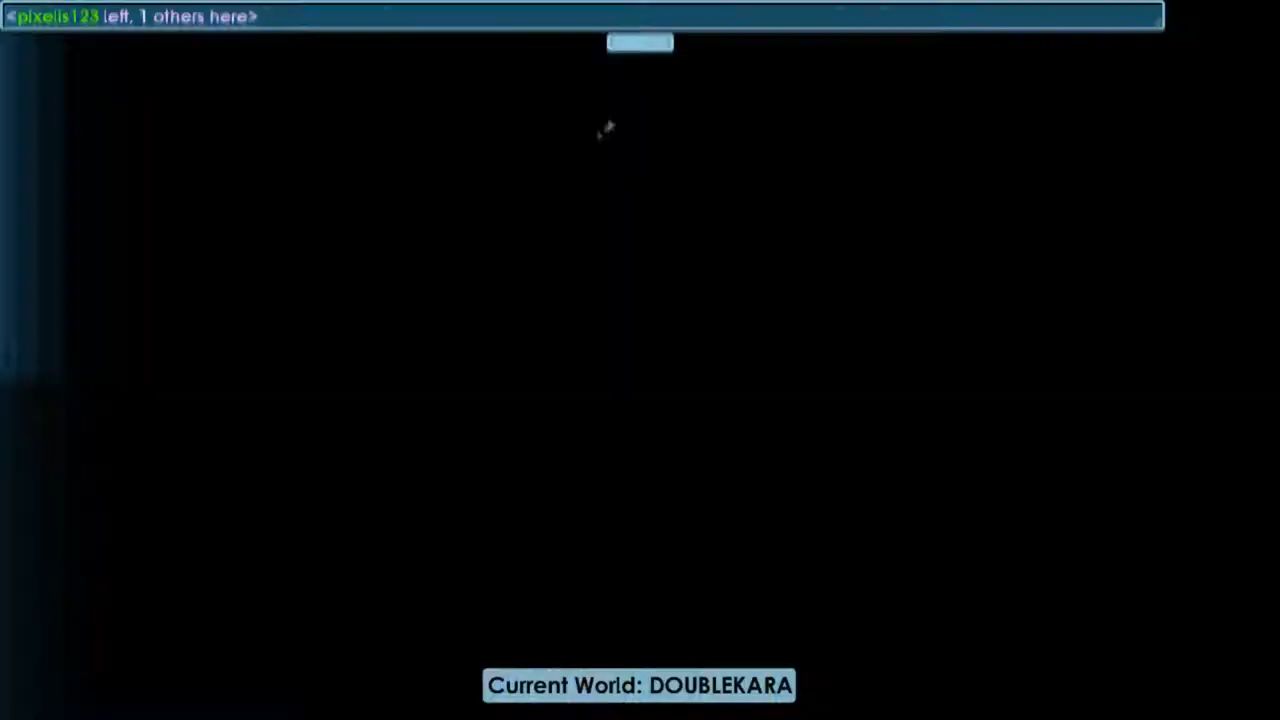 <pixelis123 left, 1 others here>
Current World: DOUBLEKARA